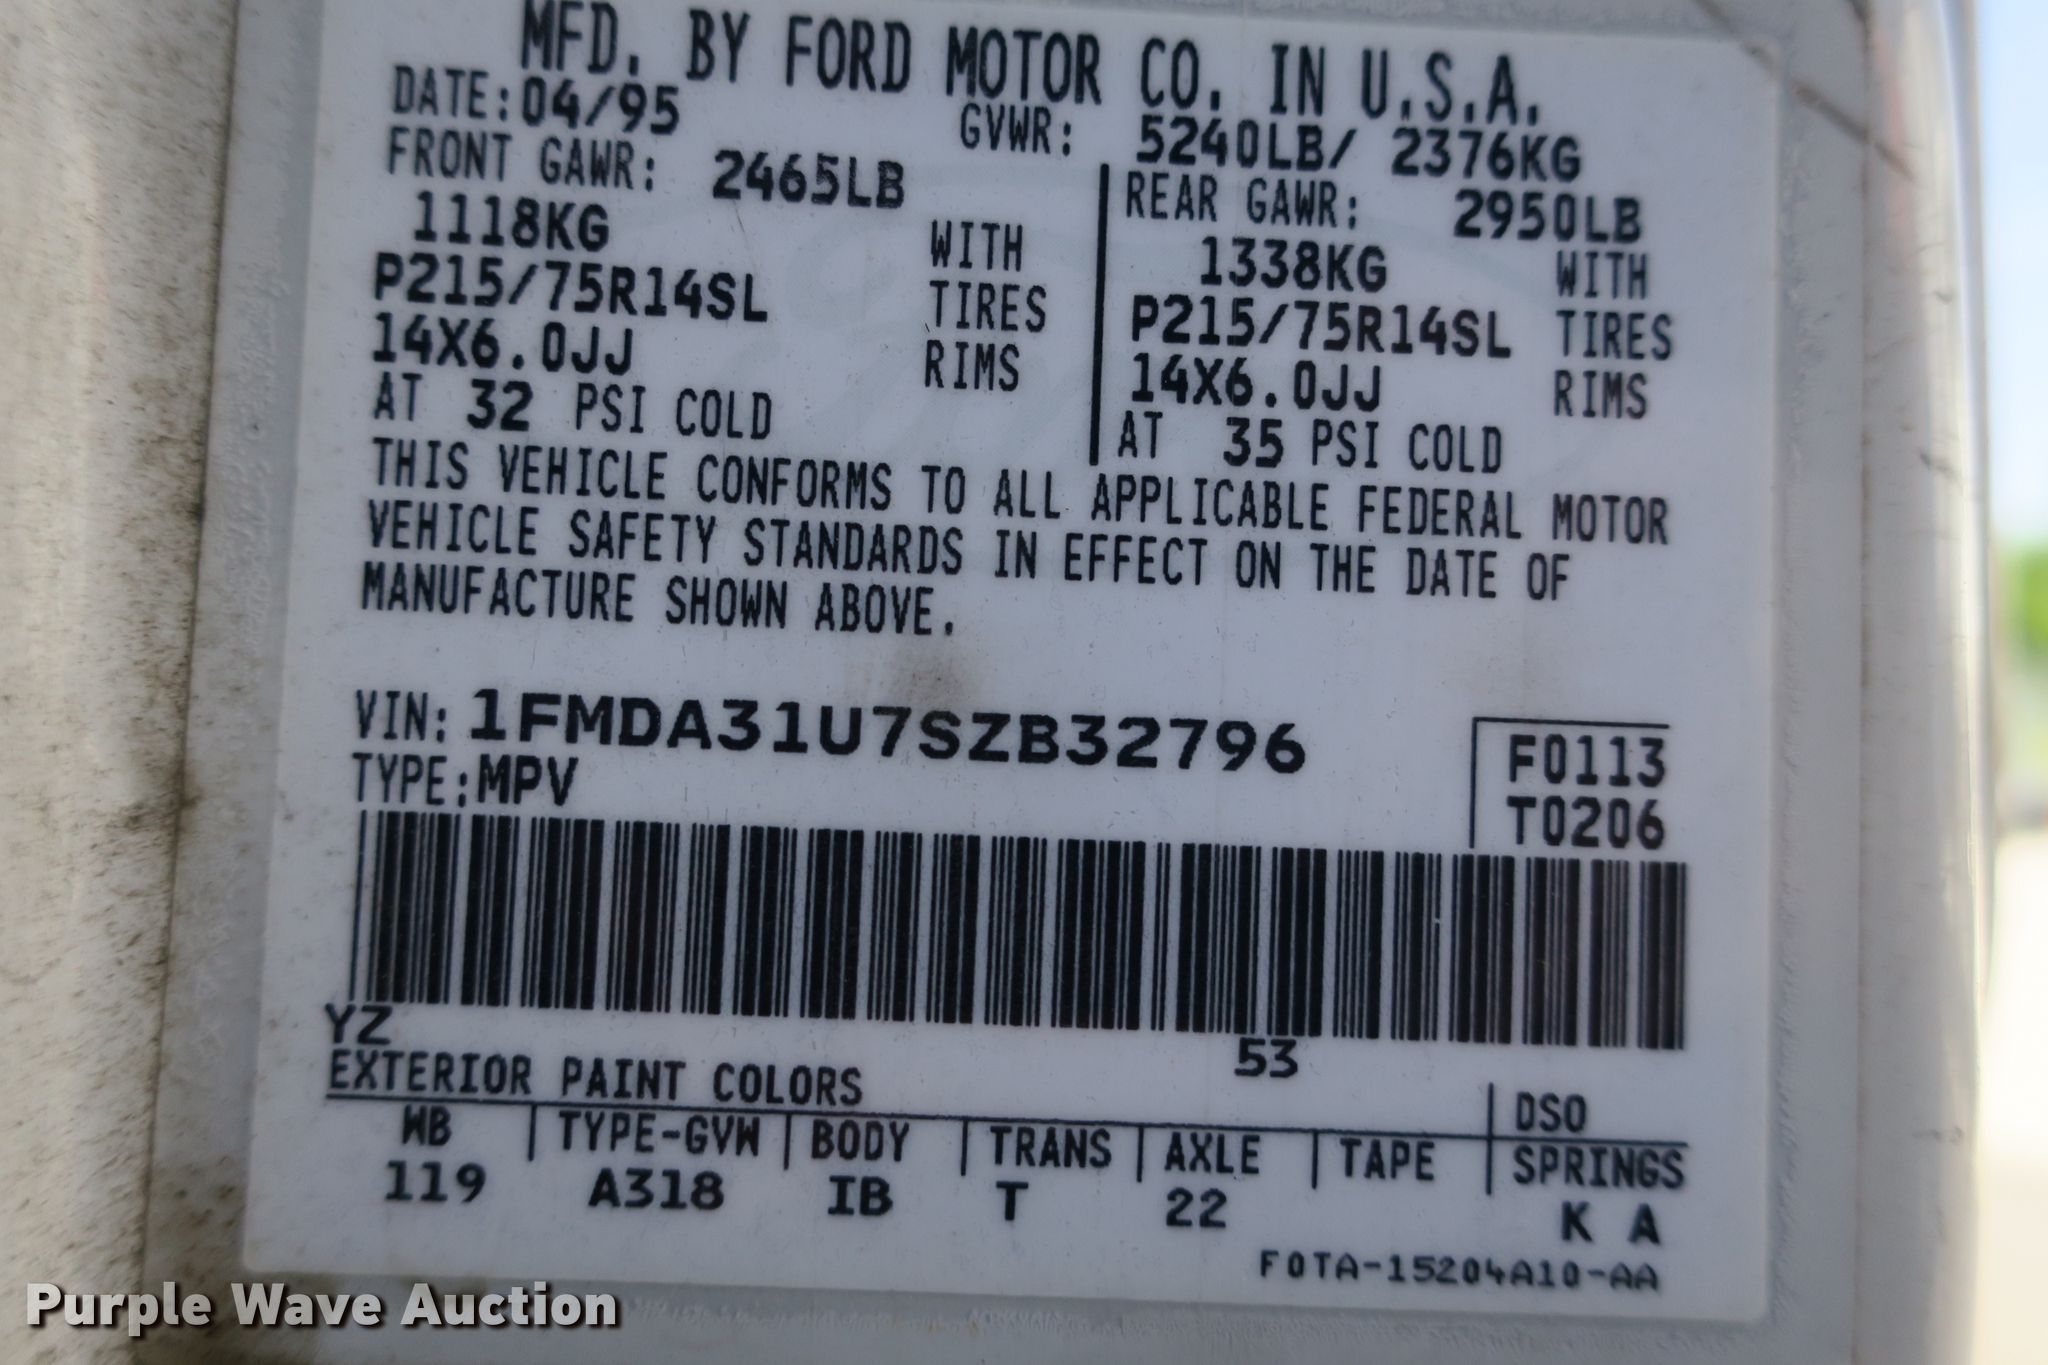 MFD. BY FORD MOTOR CO. IN U.S.A.
DATE:04/95 GVWR: 5240LB/ 2376KG
FRONT GAWR: 2465LB
1118KG WITH
P215/75R14SL TIRES
14X6.0JJ RIMS
AT 32 PSI COLD
REAR GAWR: 2950LB
1338KG WITH
P215/75R14SL TIRES
14X6.0JJ RIMS
AT 35 PSI COLD
THIS VEHICLE CONFORMS TO ALL APPLICABLE FEDERAL MOTOR
VEHICLE SAFETY STANDARDS IN EFFECT ON THE DATE OF
MANUFACTURE SHOWN ABOVE.
VIN: 1FMDA31U7SZB32796
TYPE:MPV
F0113
T0206
YZ 53
EXTERIOR PAINT COLORS DSO
WB TYPE-GVW BODY TRANS AXLE TAPE SPRINGS
119 A318 IB T 22 K A
F0TA-15204A10-AA
Purple Wave Auction